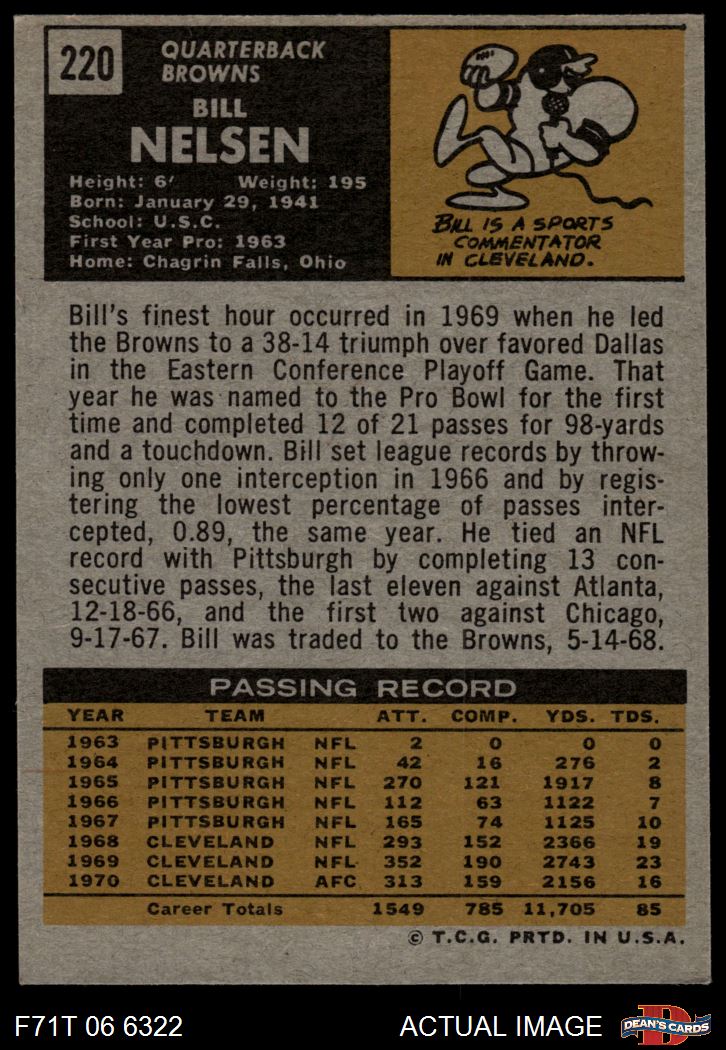 220
QUARTERBACK
BROWNS
BILL
NELSEN
Height: 6' Weight: 195
Born: January 29, 1941
School: U.S.C.
First Year Pro: 1963
Home: Chagrin Falls, Ohio
BILL IS A SPORTS
COMMENTATOR
IN CLEVELAND.
Bill's finest hour occurred in 1969 when he led
the Browns to a 38-14 triumph over favored Dallas
in the Eastern Conference Playoff Game. That
year he was named to the Pro Bowl for the first
time and completed 12 of 21 passes for 98-yards
and a touchdown. Bill set league records by throw-
ing only one interception in 1966 and by regis-
tering the lowest percentage of passes inter-
cepted, 0.89, the same year. He tied an NFL
record with Pittsburgh by completing 13 con-
secutive passes, the last eleven against Atlanta,
12-18-66, and the first two against Chicago,
9-17-67. Bill was traded to the Browns, 5-14-68.
PASSING RECORD
YEAR TEAM ATT. COMP. YDS. TDS.
1963 PITTSBURGH NFL 2 0 0 0
1964 PITTSBURGH NFL 42 16 276 2
1965 PITTSBURGH NFL 270 121 1917 8
1966 PITTSBURGH NFL 112 63 1122 7
1967 PITTSBURGH NFL 165 74 1125 10
1968 CLEVELAND NFL 293 152 2366 19
1969 CLEVELAND NFL 352 190 2743 23
1970 CLEVELAND AFC 313 159 2156 16
Career Totals 1549 785 11,705 85
© T.C.G. PRTD. IN U.S.A.
F71T 06 6322 ACTUAL IMAGE
D
DEAN'S CARDS